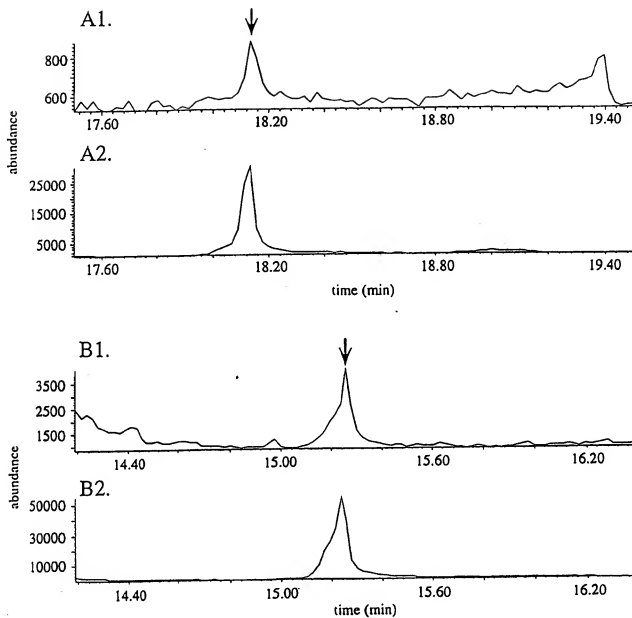 A1.
800
600
17.60 18.20 18.80 19.40
abundance
A2.
25000
15000
5000
17.60 18.20 18.80 19.40
time (min)
B1.
3500
2500
1500
14.40 15.00 15.60 16.20
abundance
B2.
50000
30000
10000
14.40 15.00 15.60 16.20
time (min)